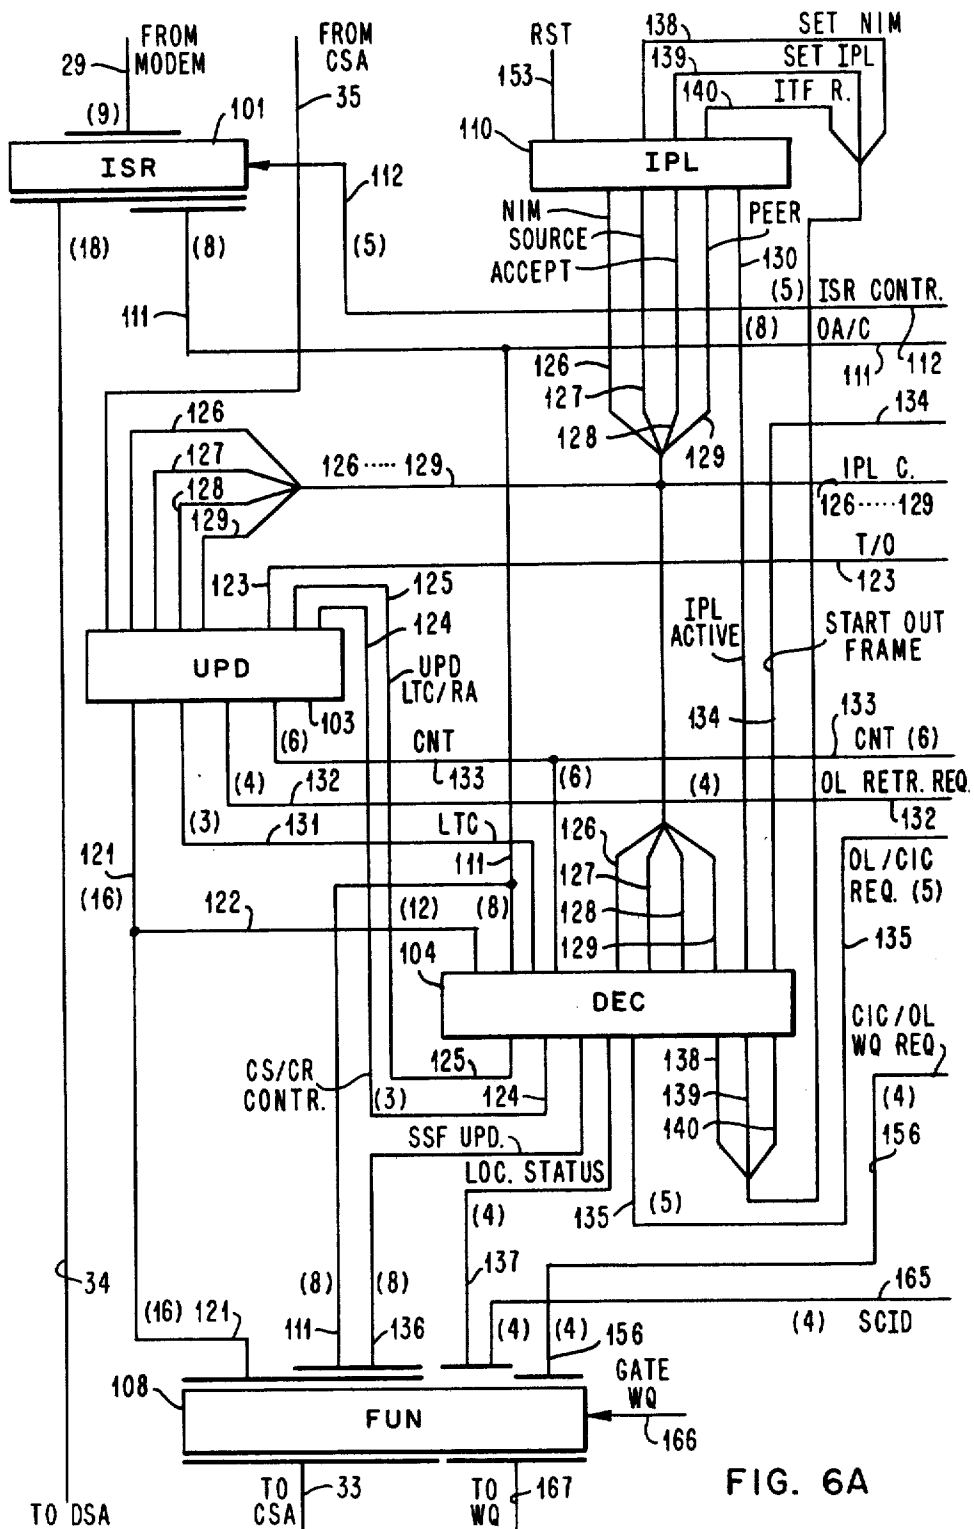 FROM
MODEM
29
(9)
101
ISR
FROM
CSA
35
RST
153
138
SET NIM
139
SET IPL
140
ITF R.
110
IPL
112
(5)
(18)
(8)
111
NIM
SOURCE
ACCEPT
PEER
130
(5) ISR CONTR.
(8)
OA/C
112
111
126
127
128
129
134
126
127
128
129
126·····129
IPL C.
126·····129
T/O
123
123
125
124
UPD
103
UPD
LTC/RA
IPL
ACTIVE
START OUT
FRAME
134
133
(6)
CNT
133
CNT (6)
(6)
(4)
132
(4)
OL RETR. REQ.
132
(3)
131
LTC
111
121
(16)
122
(12)
(8)
126
127
128
129
OL/CIC
REQ. (5)
135
104
DEC
CIC/OL
WQ REQ
(4)
156
CS/CR
CONTR.
125
(3)
124
138
139
140
SSF UPD.
LOC. STATUS
(4)
135
(5)
137
34
(8)
(8)
165
(16)
121
111
136
(4)
(4)
(4)
SCID
156
108
FUN
GATE
WQ
166
TO DSA
TO
CSA
33
TO
WQ
167
FIG. 6A